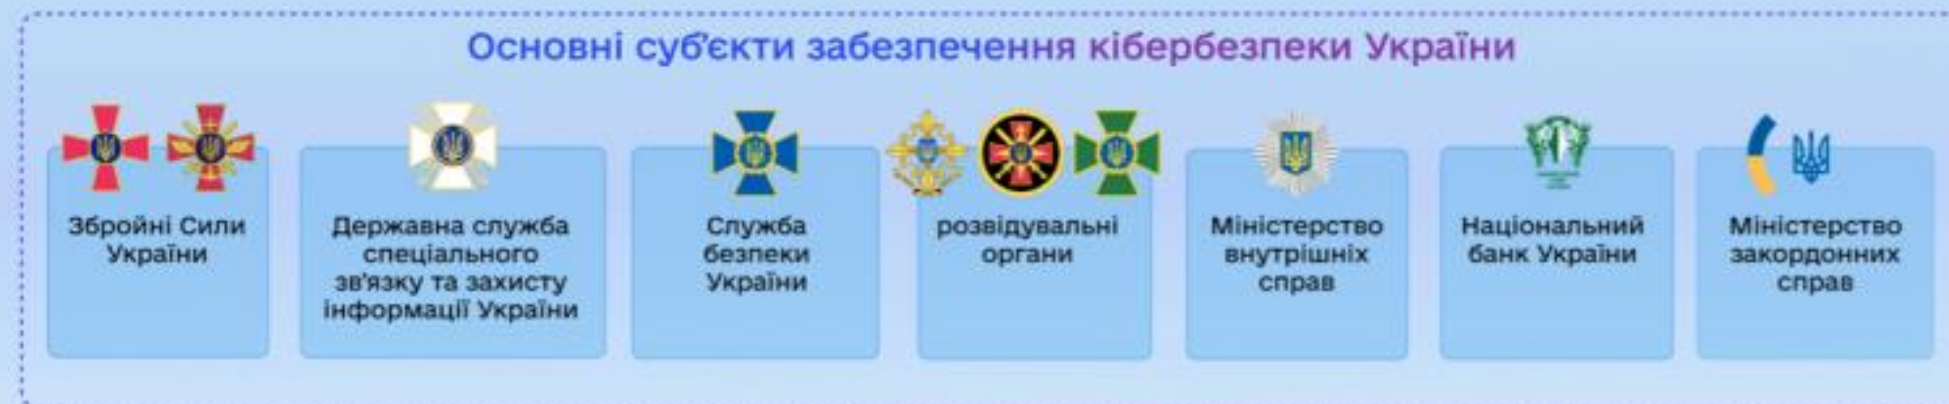 Основні суб'єкти забезпечення кібербезпеки України
Збройні Сили
України
Державна служба
спеціального
зв'язку та захисту
інформації України
Служба
безпеки
України
розвідувальні
органи
Міністерство
внутрішніх
справ
Національний
банк України
Міністерство
закордонних
справ